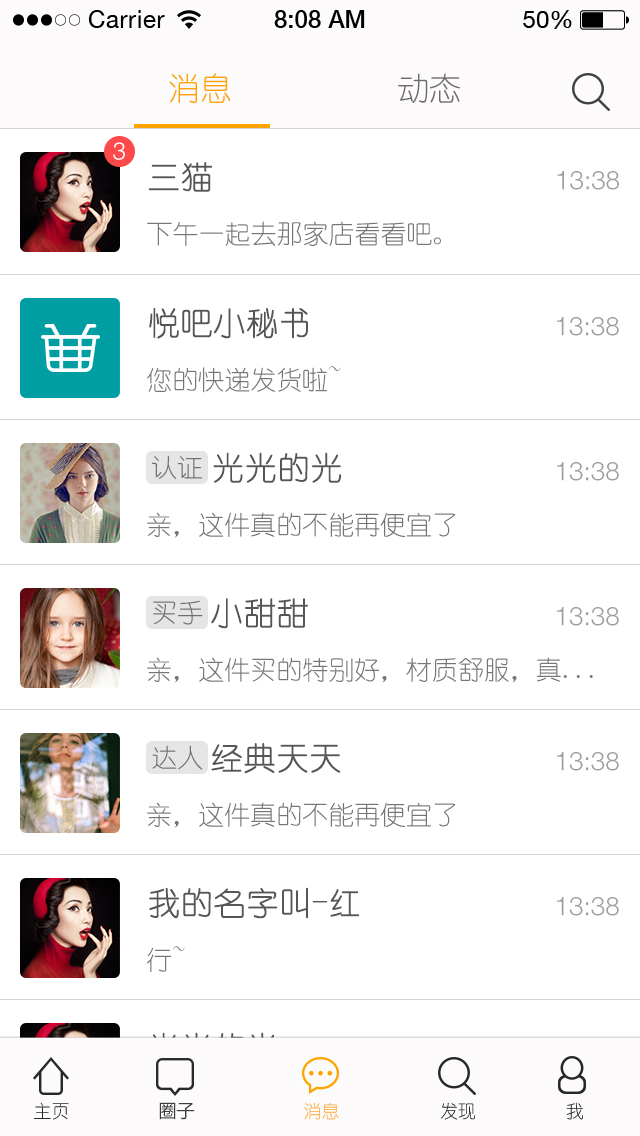 Carrier 8:08 AM 50%
消息 动态
3
三猫 13:38
下午一起去那家店看看吧。
悦吧小秘书 13:38
您的快递发货啦~
认证 光光的光 13:38
亲，这件真的不能再便宜了
买手 小甜甜 13:38
亲，这件买的特别好，材质舒服，真...
达人 经典天天 13:38
亲，这件真的不能再便宜了
我的名字叫-红 13:38
行~
主页 圈子 消息 发现 我